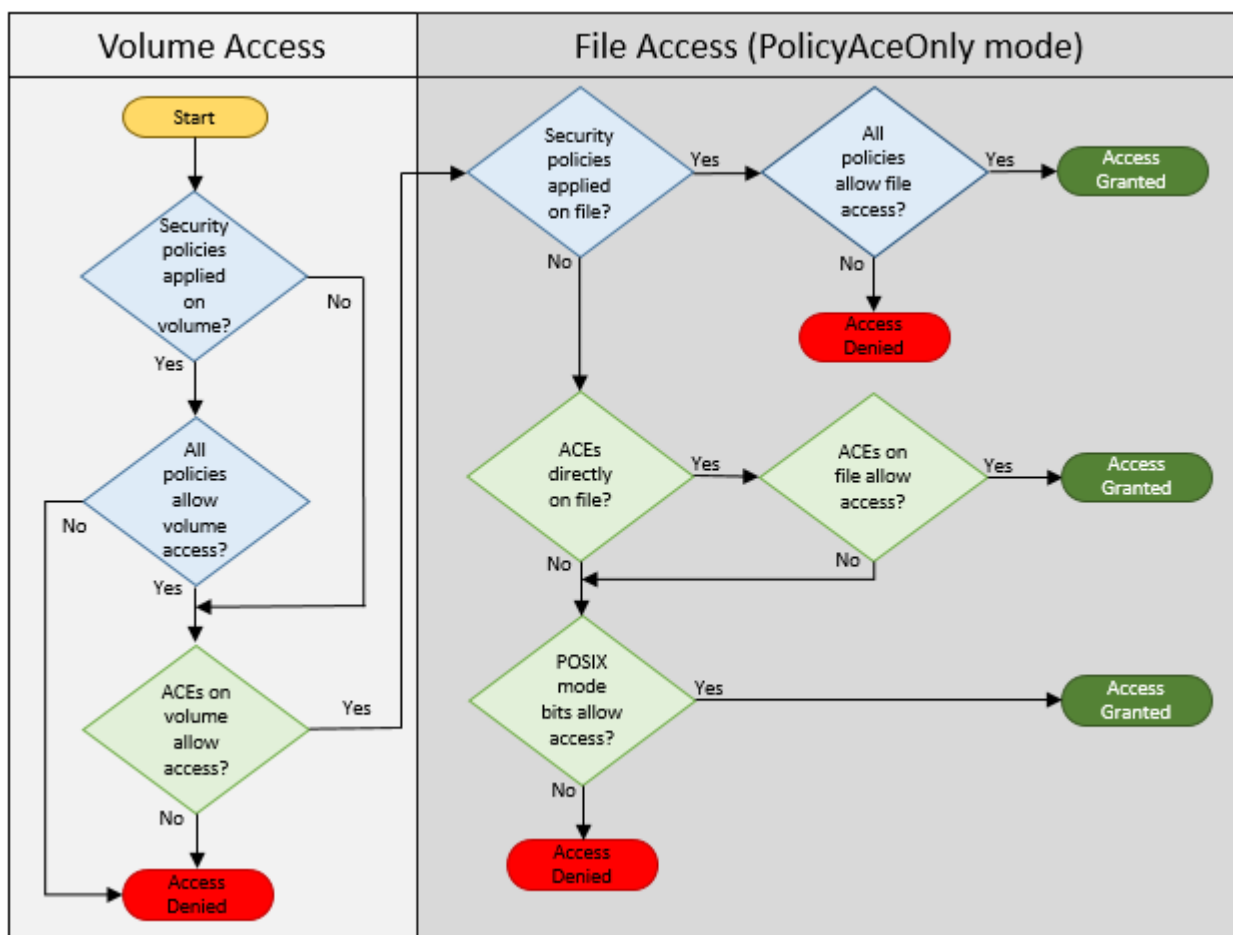 Volume Access
File Access (PolicyAceOnly mode)
Start
Security
policies
applied
on
volume?
No
Yes
All
policies
allow
volume
access?
No
Yes
ACEs on
volume
allow
access?
Yes
No
Access
Denied
Security
policies
applied
on file?
Yes
No
All
policies
allow file
access?
Yes
Access
Granted
No
Access
Denied
ACEs
directly
on file?
Yes
No
ACEs on
file allow
access?
Yes
Access
Granted
No
POSIX
mode
bits allow
access?
Yes
Access
Granted
No
Access
Denied